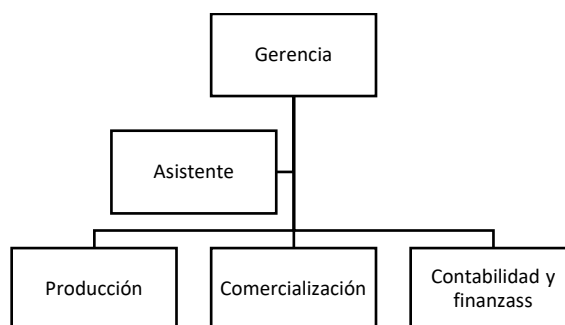 Gerencia
Asistente
Producción
Comercialización
Contabilidad y
finanzass